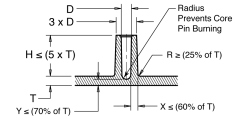 D
3 x D
Radius
Prevents Core
Pin Burning
H ≤ (5 x T)
R ≥ (25% of T)
T
Y ≤ (70% of T)
X ≤ (60% of T)